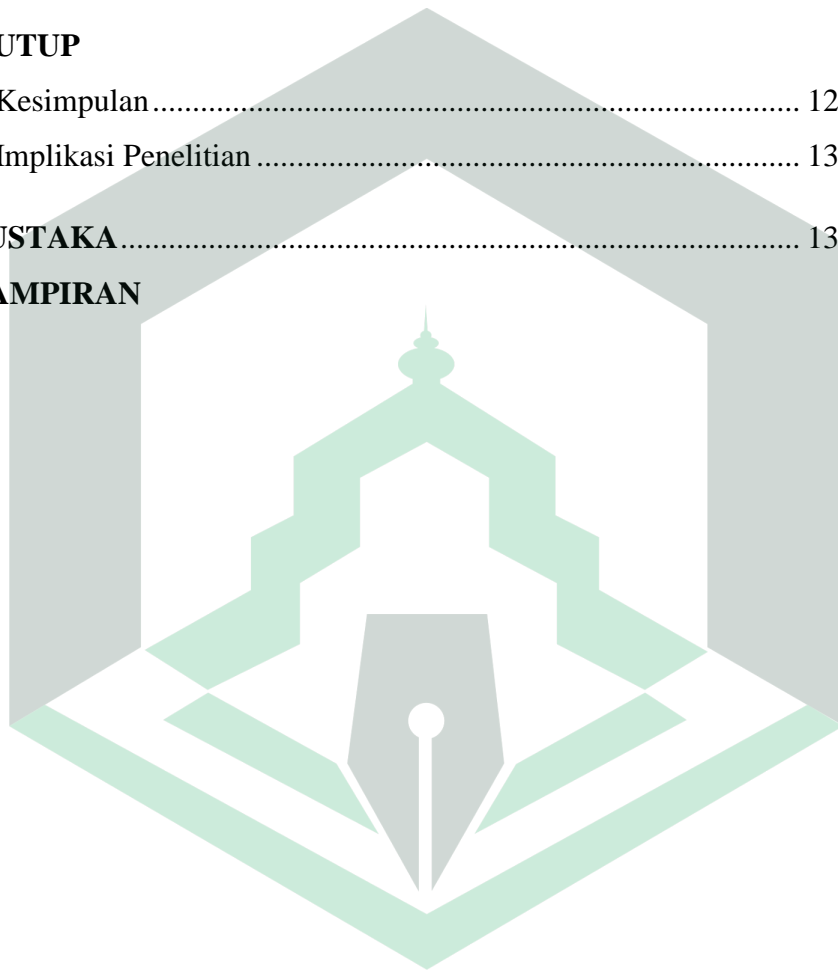 UTUP
Kesimpulan.................................................................... 12
Implikasi Penelitian ......................................................... 13
USTAKA....................................................................... 13
AMPIRAN